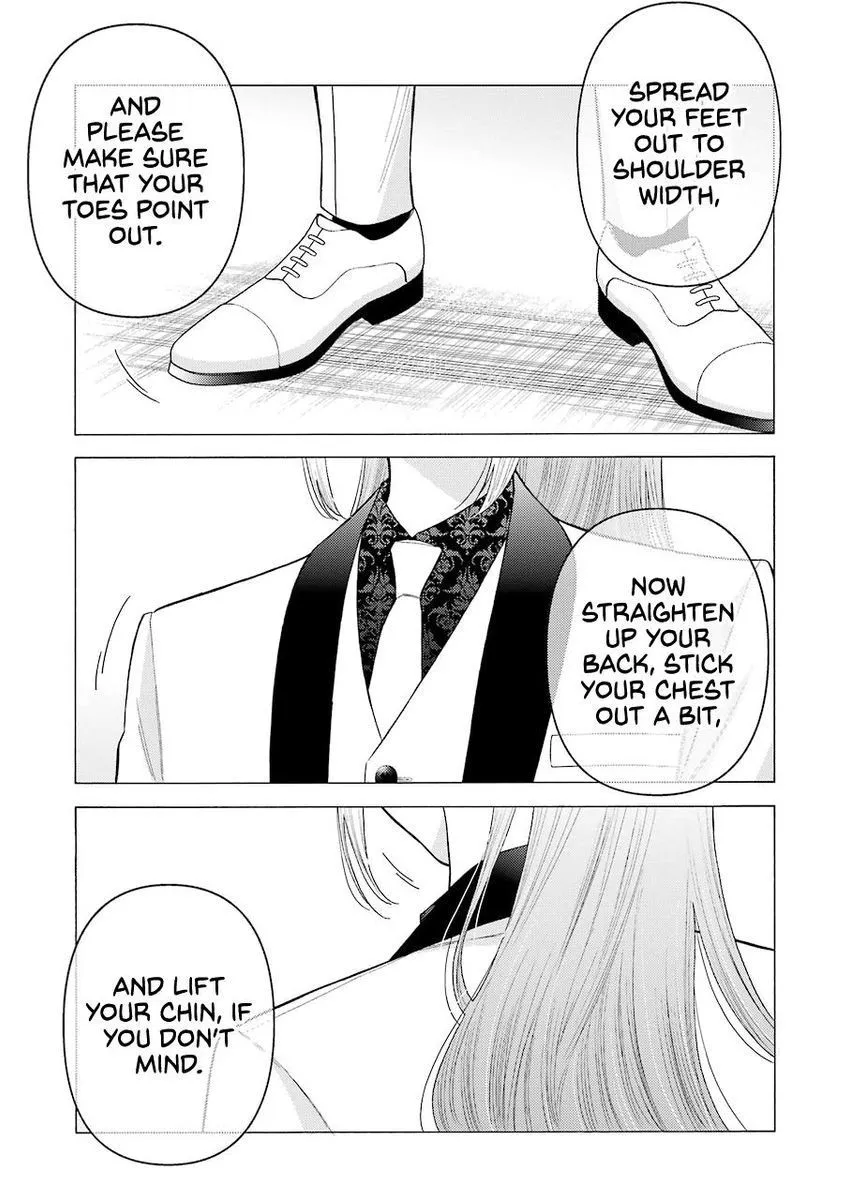 SPREAD
YOUR FEET
OUT TO
SHOULDER
WIDTH,
AND
PLEASE
MAKE SURE
THAT YOUR
TOES POINT
OUT.
NOW
STRAIGHTEN
UP YOUR
BACK, STICK
YOUR CHEST
OUT A BIT,
AND LIFT
YOUR CHIN, IF
YOU DON'T
MIND.